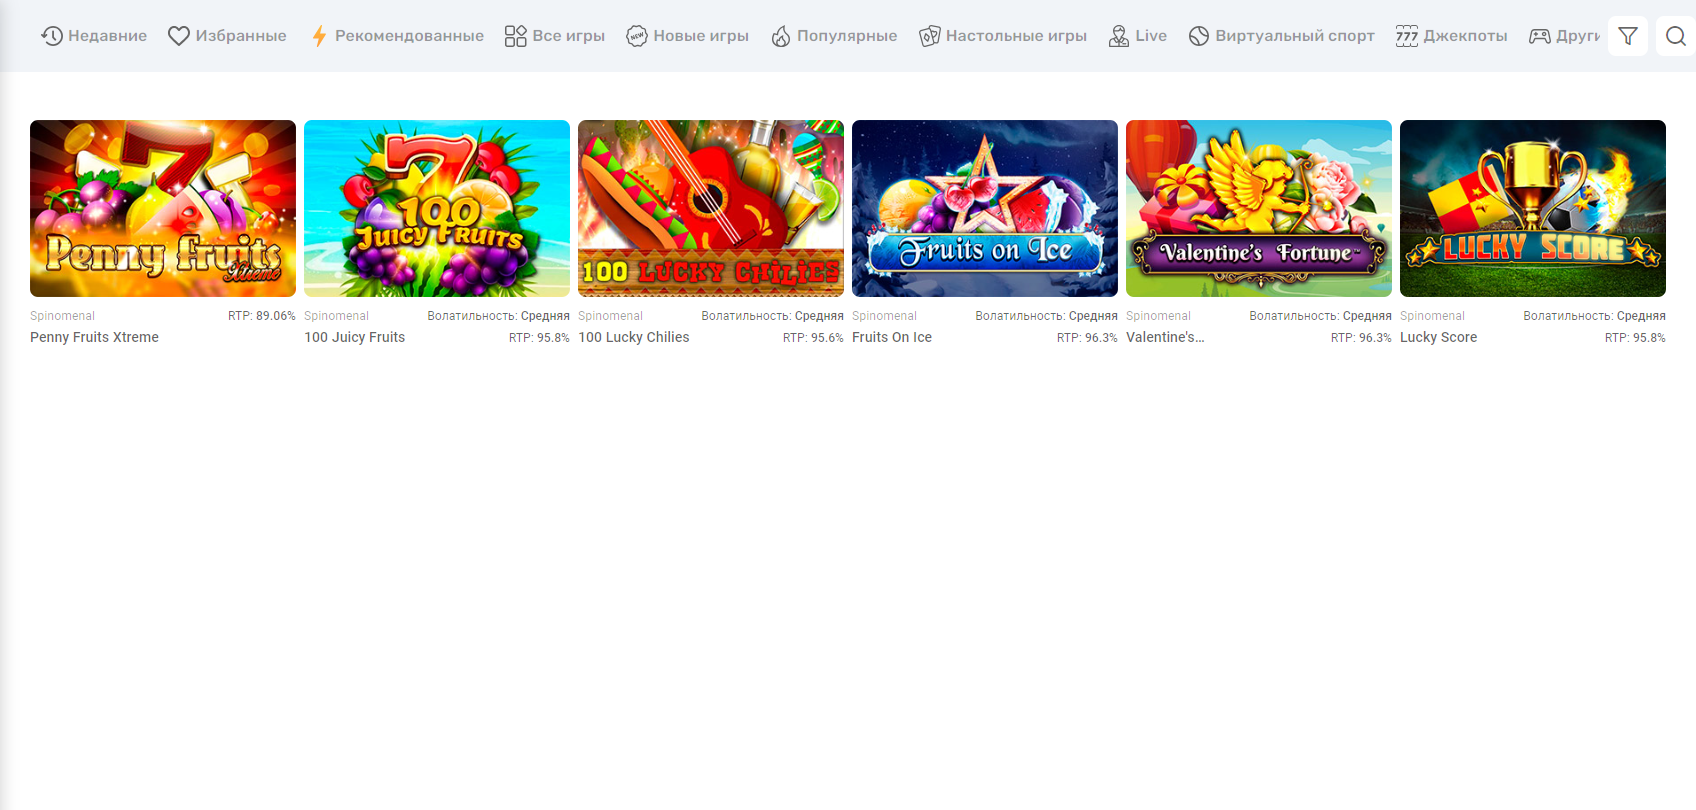 Недавние
Избранные
Рекомендованные
Все игры
NEW
Новые игры
Популярные
Настольные игры
Live
Виртуальный спорт
777
Джекпоты
Други
7
Penny Fruits
Xtreme
7
100
Juicy Fruits
100 LUCKY CHILIES
Fruits on Ice
Valentine's Fortune™
LUCKY SCORE
Spinomenal
RTP: 89.06%
Penny Fruits Xtreme
Spinomenal
Волатильность: Средняя
100 Juicy Fruits
RTP: 95.8%
Spinomenal
Волатильность: Средняя
100 Lucky Chilies
RTP: 95.6%
Spinomenal
Волатильность: Средняя
Fruits On Ice
RTP: 96.3%
Spinomenal
Волатильность: Средняя
Valentine's...
RTP: 96.3%
Spinomenal
Волатильность: Средняя
Lucky Score
RTP: 95.8%